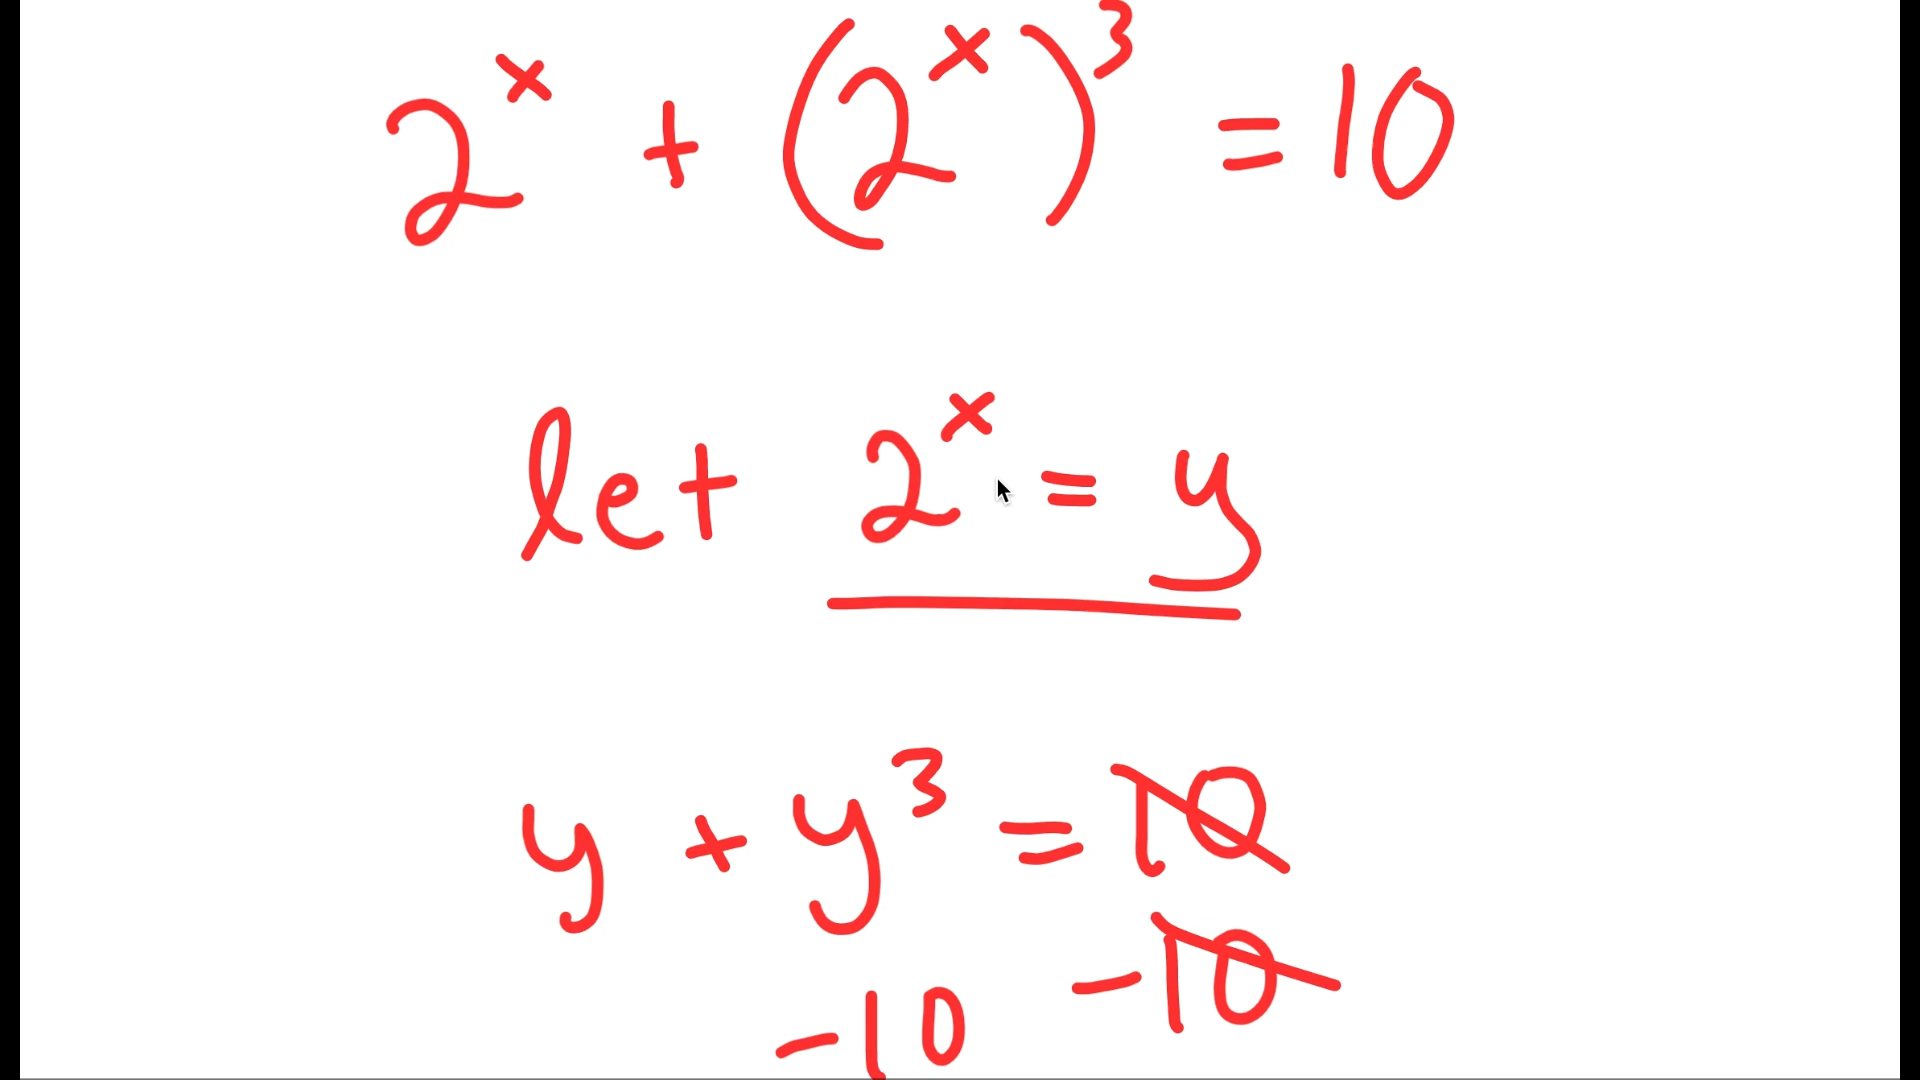 2^x + (2^x)^3 = 10
let 2^x = y
y + y^3 = 10
-10 -10